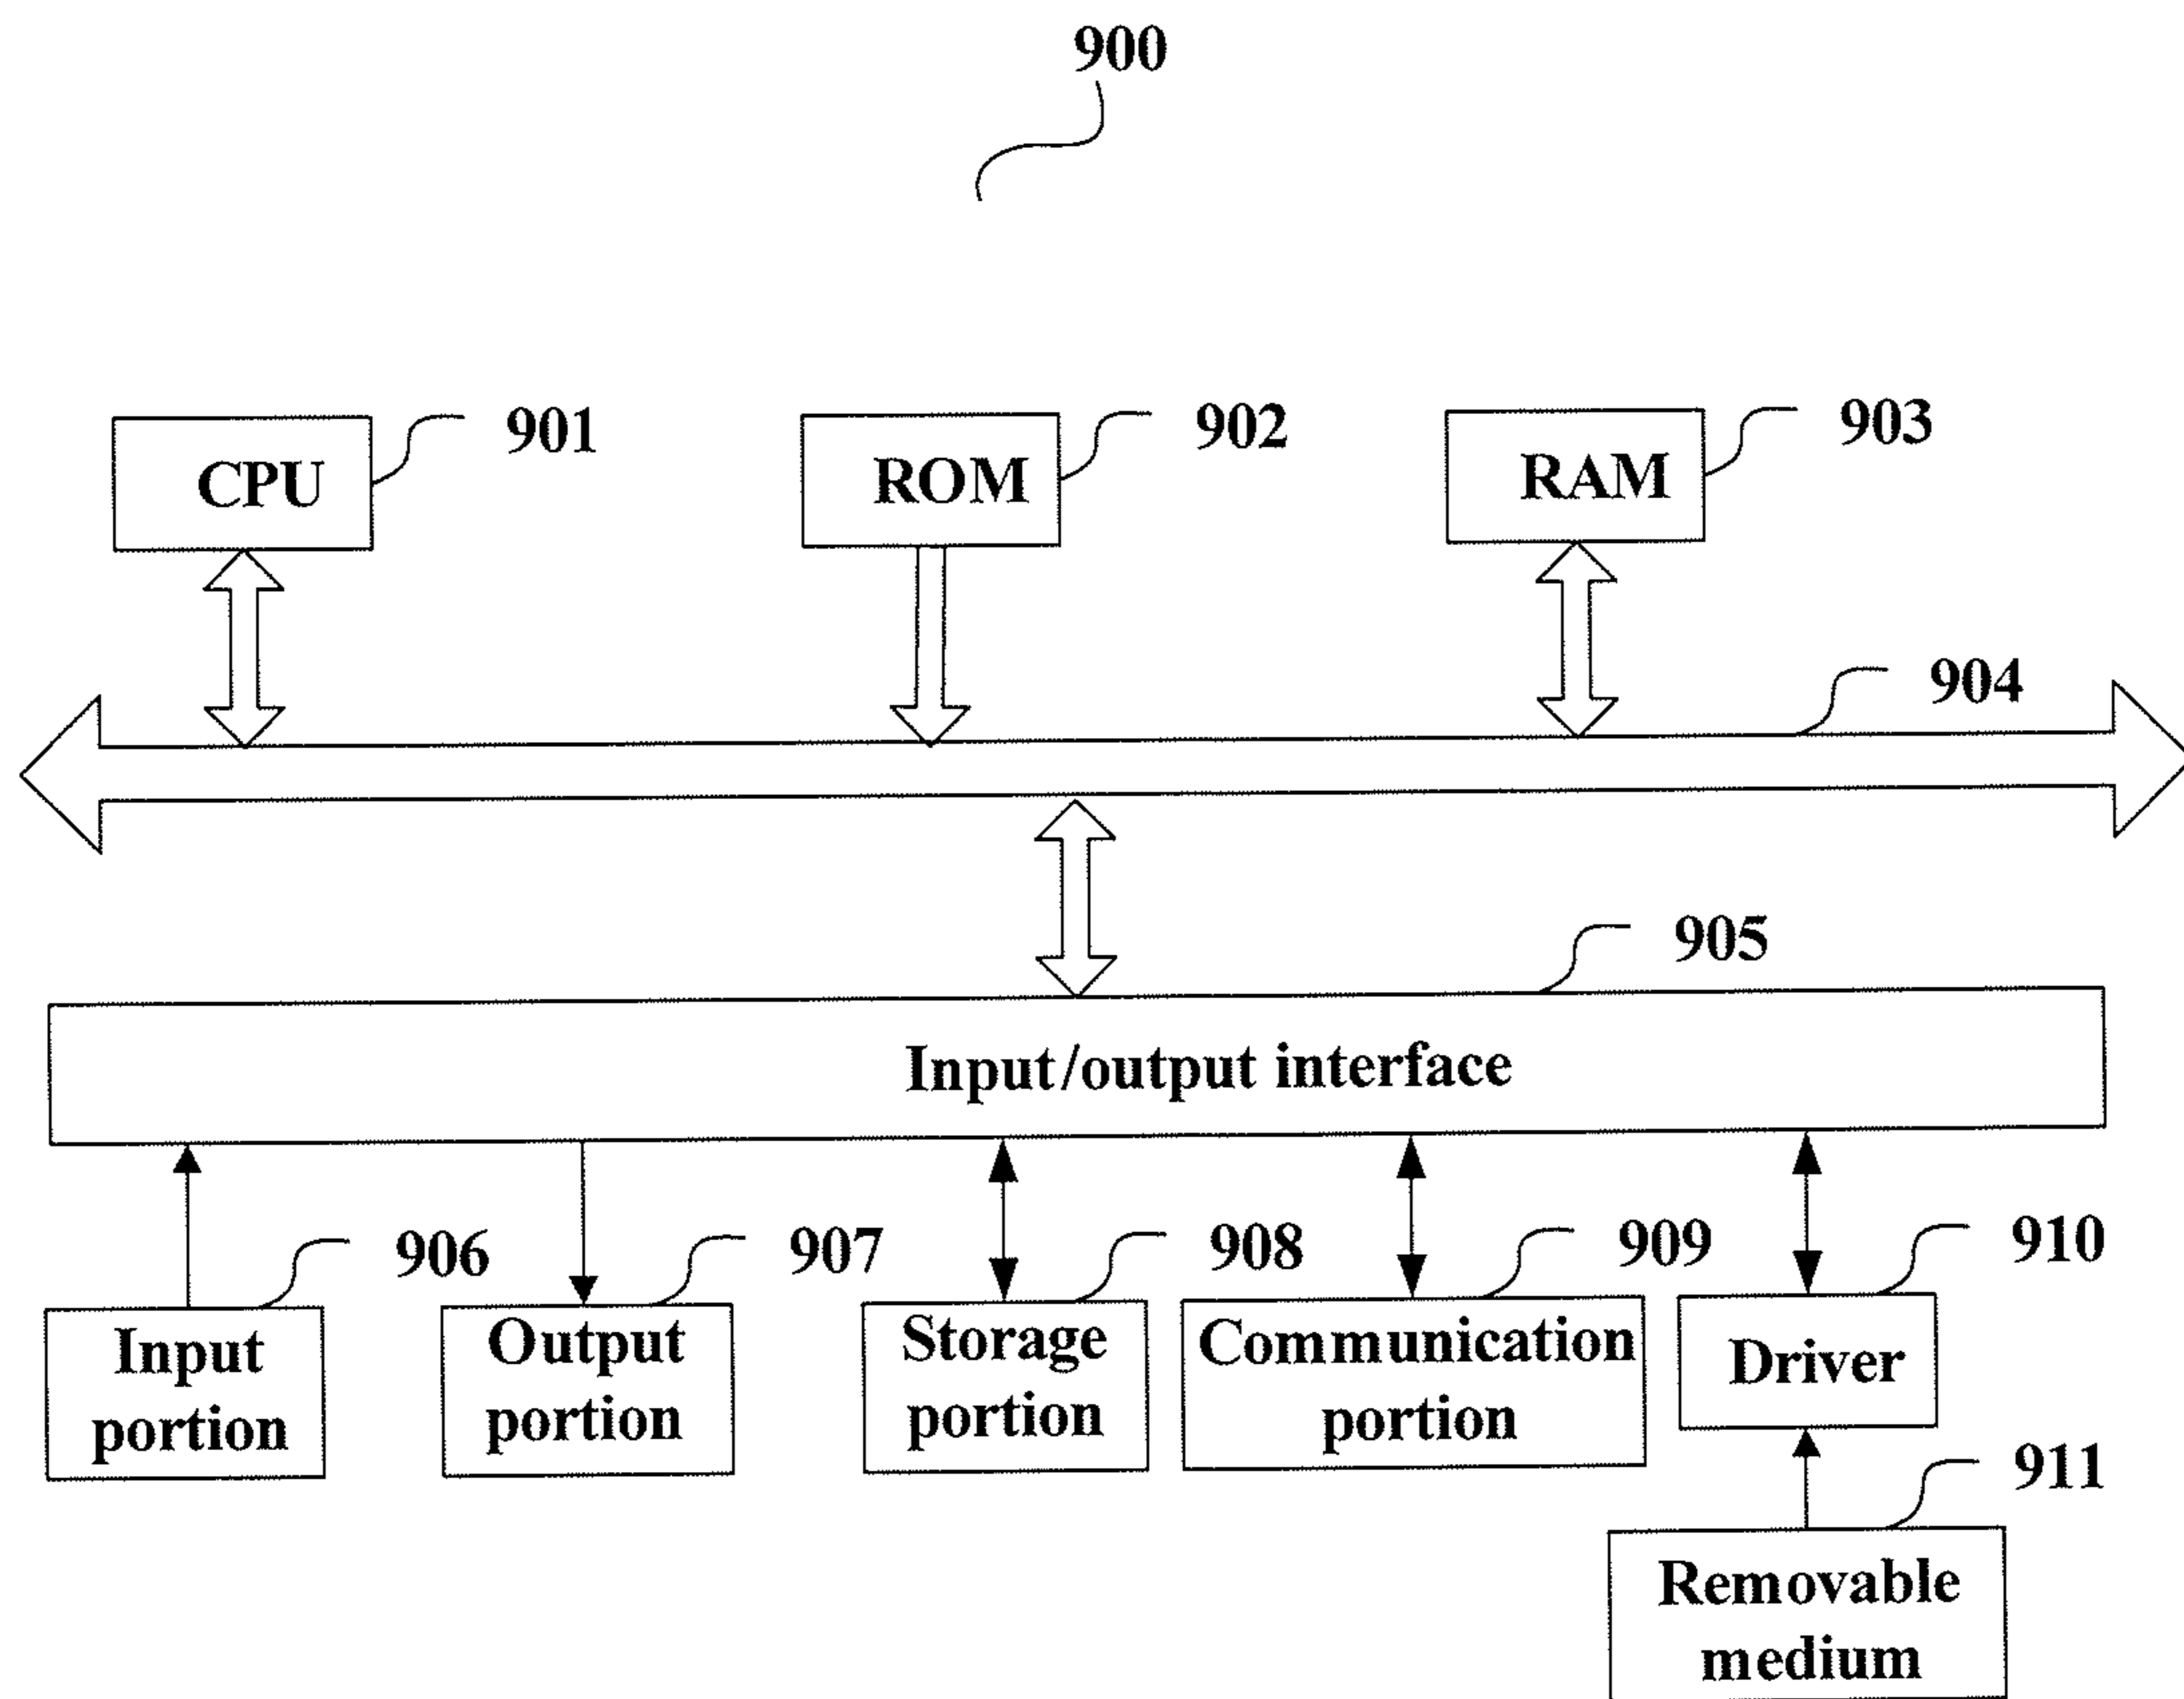 900
CPU
901
ROM
902
RAM
903
904
905
Input/output interface
906
907
908
909
910
Input
portion
Output
portion
Storage
portion
Communication
portion
Driver
911
Removable
medium